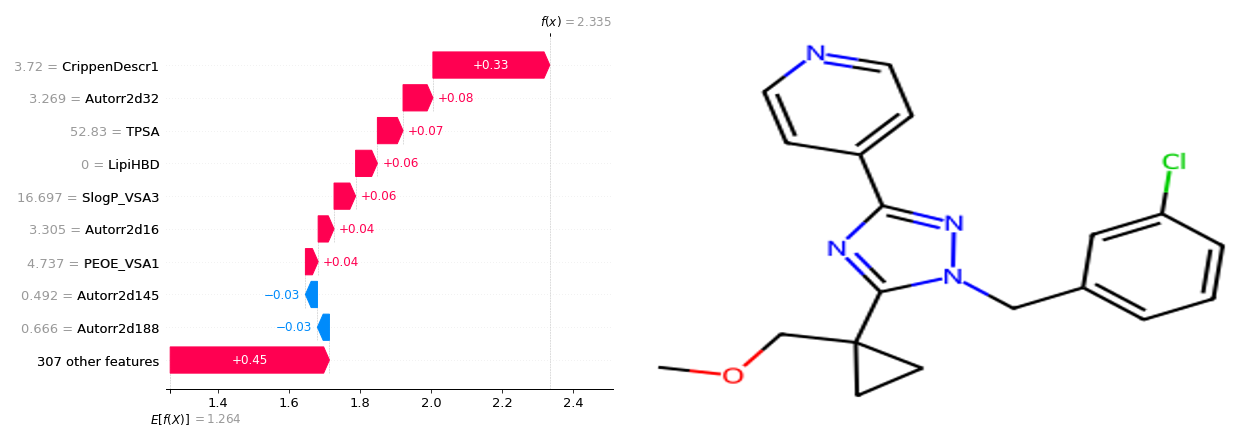 f(x) = 2.335
3.72 = CrippenDescr1
+0.33
3.269 = Autorr2d32
+0.08
52.83 = TPSA
+0.07
0 = LipiHBD
+0.06
16.697 = SlogP_VSA3
+0.06
3.305 = Autorr2d16
+0.04
4.737 = PEOE_VSA1
+0.04
0.492 = Autorr2d145
−0.03
0.666 = Autorr2d188
−0.03
307 other features
+0.45
1.4 1.6 1.8 2.0 2.2 2.4
E[f(X)] = 1.264
N
Cl
N
N
N
O